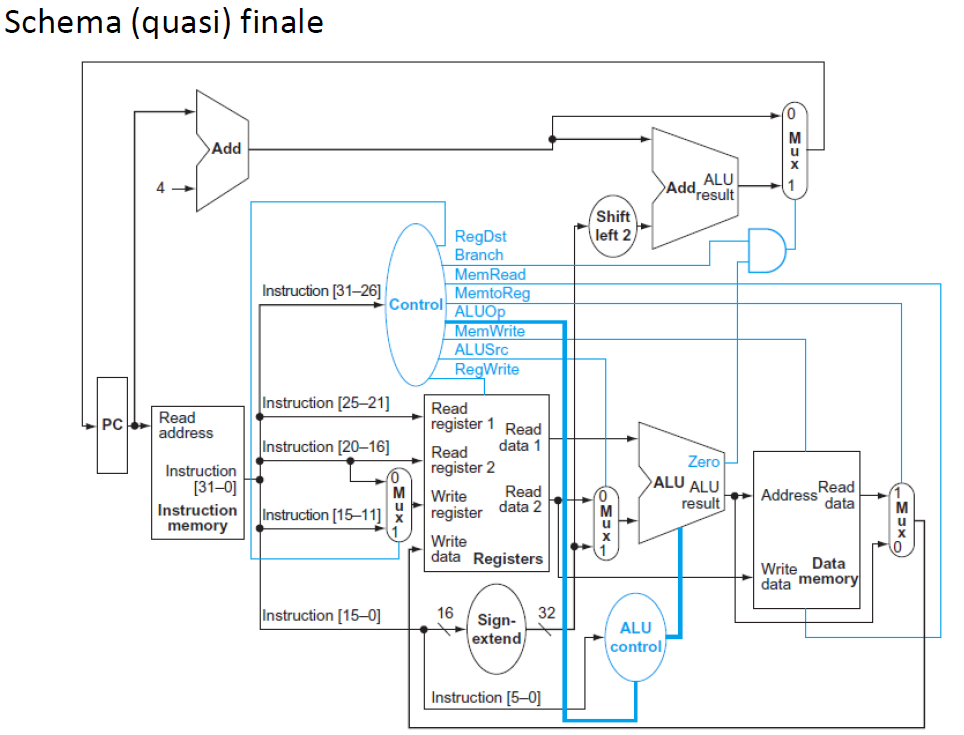 Schema (quasi) finale
Add
4
0
M
u
x
1
Add
ALU
result
Shift
left 2
RegDst
Branch
MemRead
MemtoReg
ALUOp
MemWrite
ALUSrc
RegWrite
Control
Instruction [31–26]
Instruction [25–21]
Instruction [20–16]
Instruction [15–11]
Instruction [15–0]
Instruction [5–0]
PC
Read
address
Instruction
[31–0]
Instruction
memory
0
M
u
x
1
Read
register 1
Read
register 2
Write
register
Write
data
Read
data 1
Read
data 2
Registers
16
Sign-
extend
32
0
M
u
x
1
Zero
ALU
ALU
result
ALU
control
Address
Read
data
Write
data
Data
memory
1
M
u
x
0